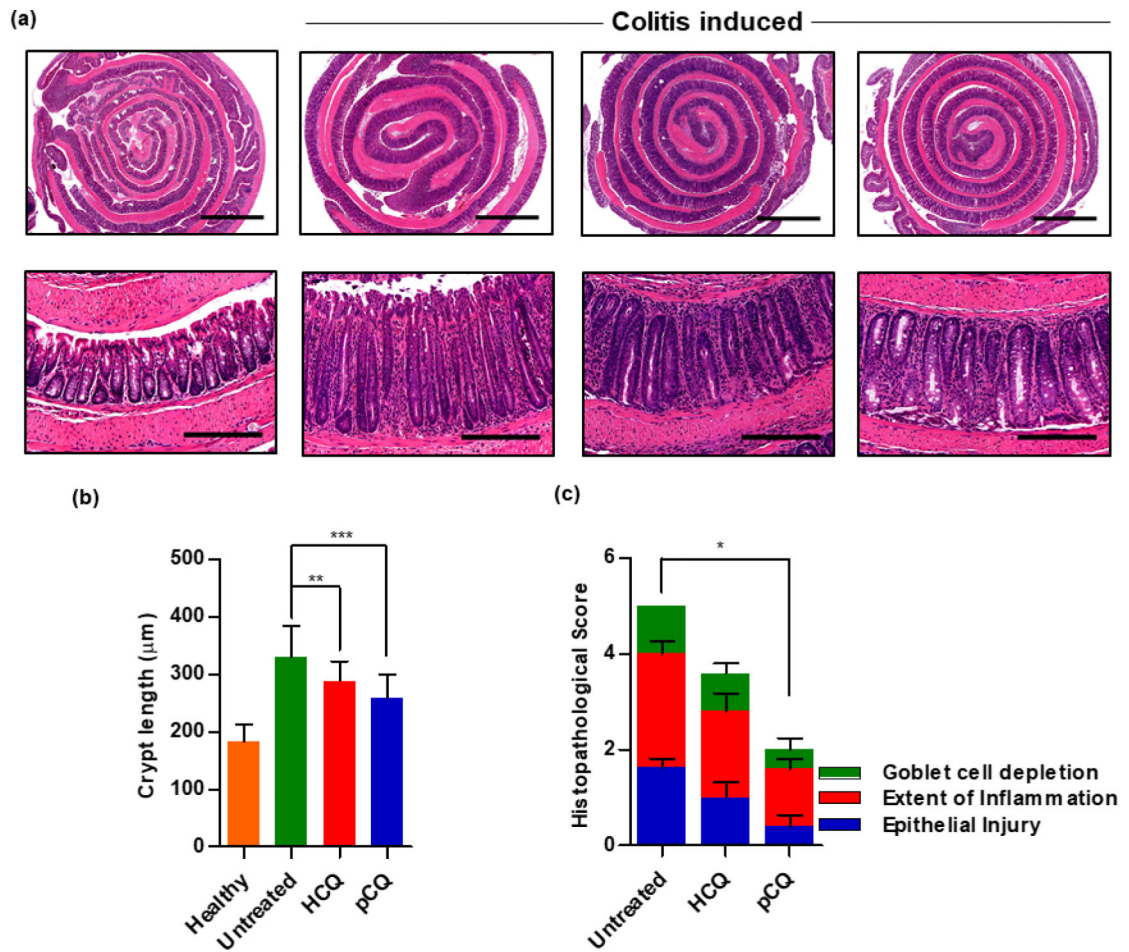 (a)
Colitis induced
(b)
(c)
***
**
500
400
300
200
100
0
Crypt length (μm)
Healthy
Untreated
HCQ
pCQ
*
6
4
2
0
Histopathological Score
Untreated
HCQ
pCQ
Goblet cell depletion
Extent of Inflammation
Epithelial Injury